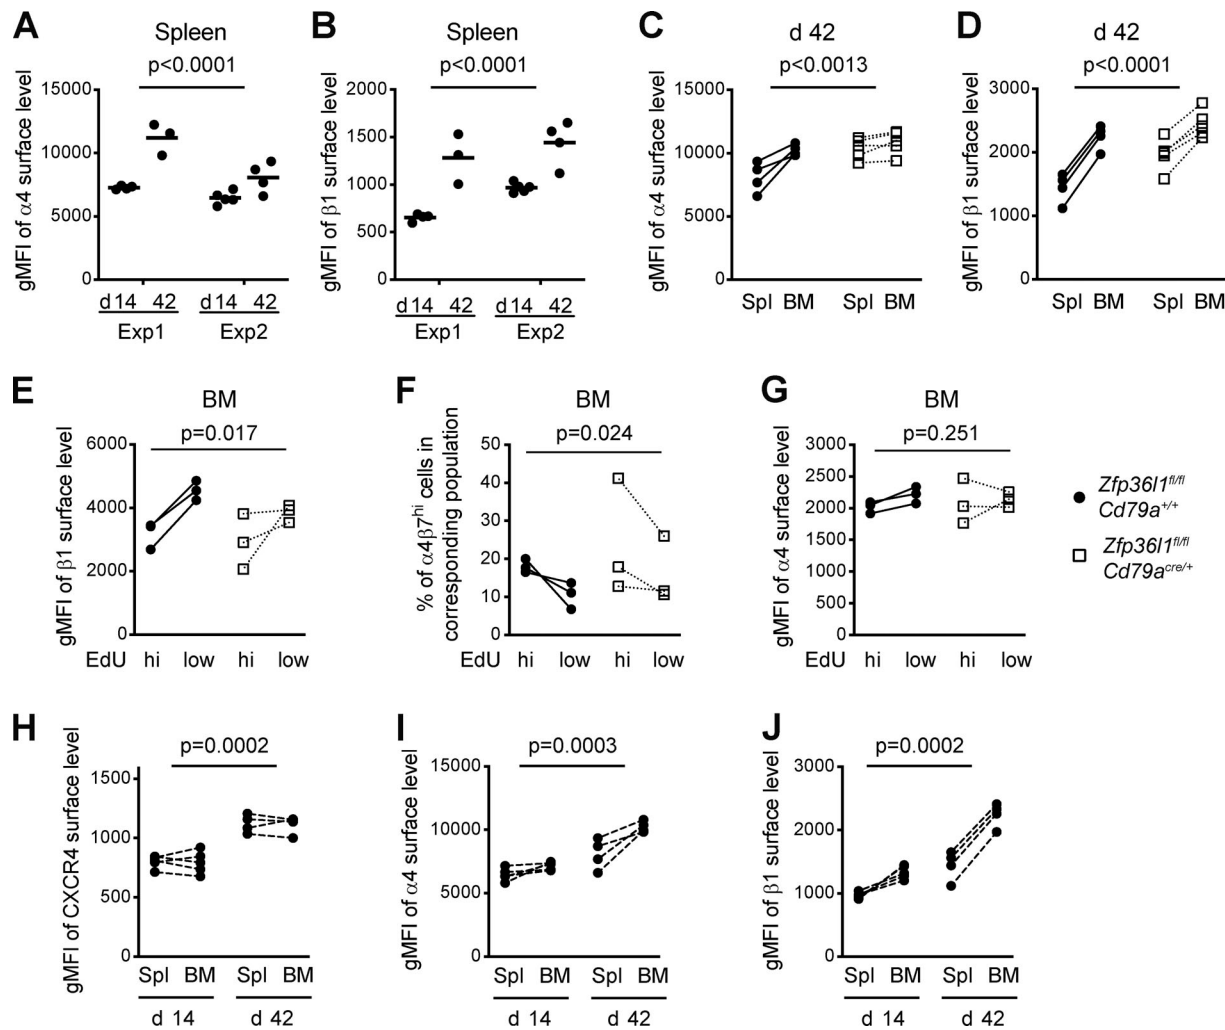 A
Spleen
p<0.0001
gMFI of α4 surface level
15000
10000
5000
0
d 14 42
Exp1
d 14 42
Exp2
B
Spleen
p<0.0001
gMFI of β1 surface level
2000
1500
1000
500
0
d 14 42
Exp1
d 14 42
Exp2
C
d 42
p<0.0013
gMFI of α4 surface level
15000
10000
5000
0
Spl BM
Spl BM
D
d 42
p<0.0001
gMFI of β1 surface level
3000
2000
1000
0
Spl BM
Spl BM
E
BM
p=0.017
gMFI of β1 surface level
6000
4000
2000
0
EdU hi low hi low
F
BM
p=0.024
% of α4β7hi cells in
corresponding population
50
40
30
20
10
0
EdU hi low hi low
G
BM
p=0.251
gMFI of α4 surface level
3000
2500
2000
1500
1000
500
0
EdU hi low hi low
Zfp36l1fl/fl
Cd79a+/+
Zfp36l1fl/fl
Cd79acre/+
H
p=0.0002
gMFI of CXCR4 surface level
1500
1000
500
0
Spl BM Spl BM
d 14 d 42
I
p=0.0003
gMFI of α4 surface level
15000
10000
5000
0
Spl BM Spl BM
d 14 d 42
J
p=0.0002
gMFI of β1 surface level
3000
2000
1000
0
Spl BM Spl BM
d 14 d 42